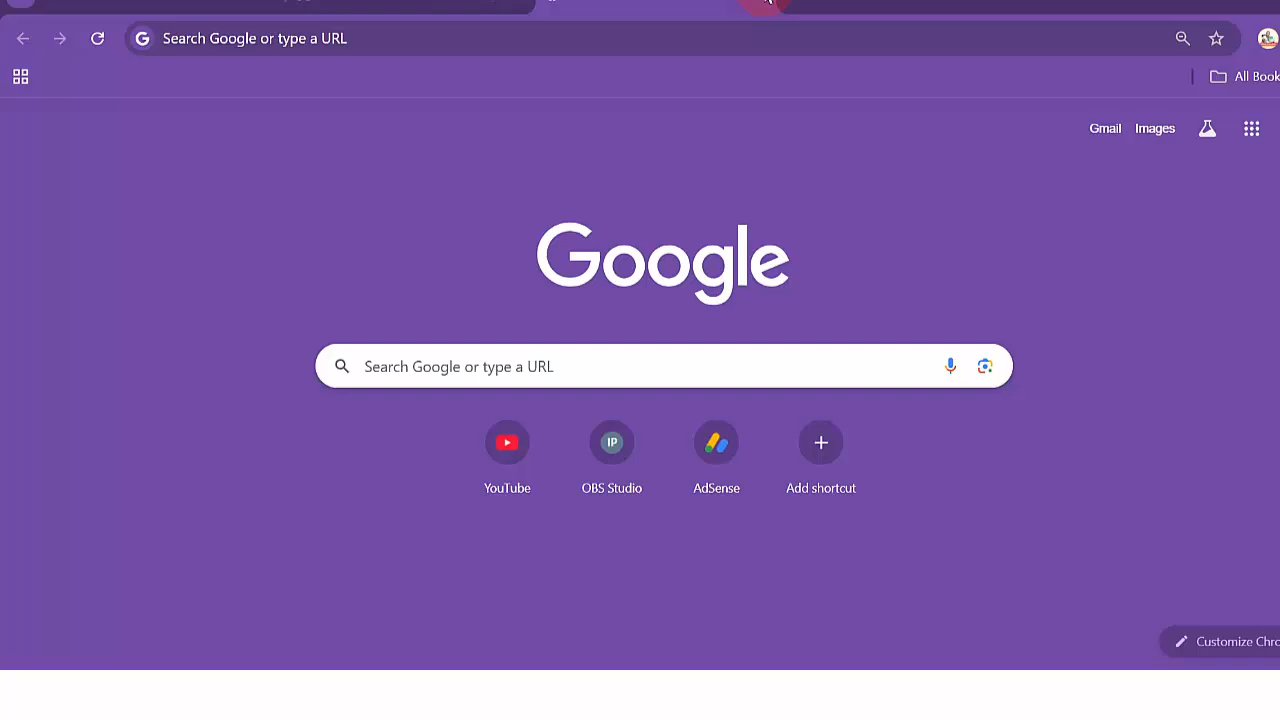 Search Google or type a URL
All Book
Gmail Images
Google
Search Google or type a URL
IP
YouTube OBS Studio AdSense Add shortcut
Customize Chro